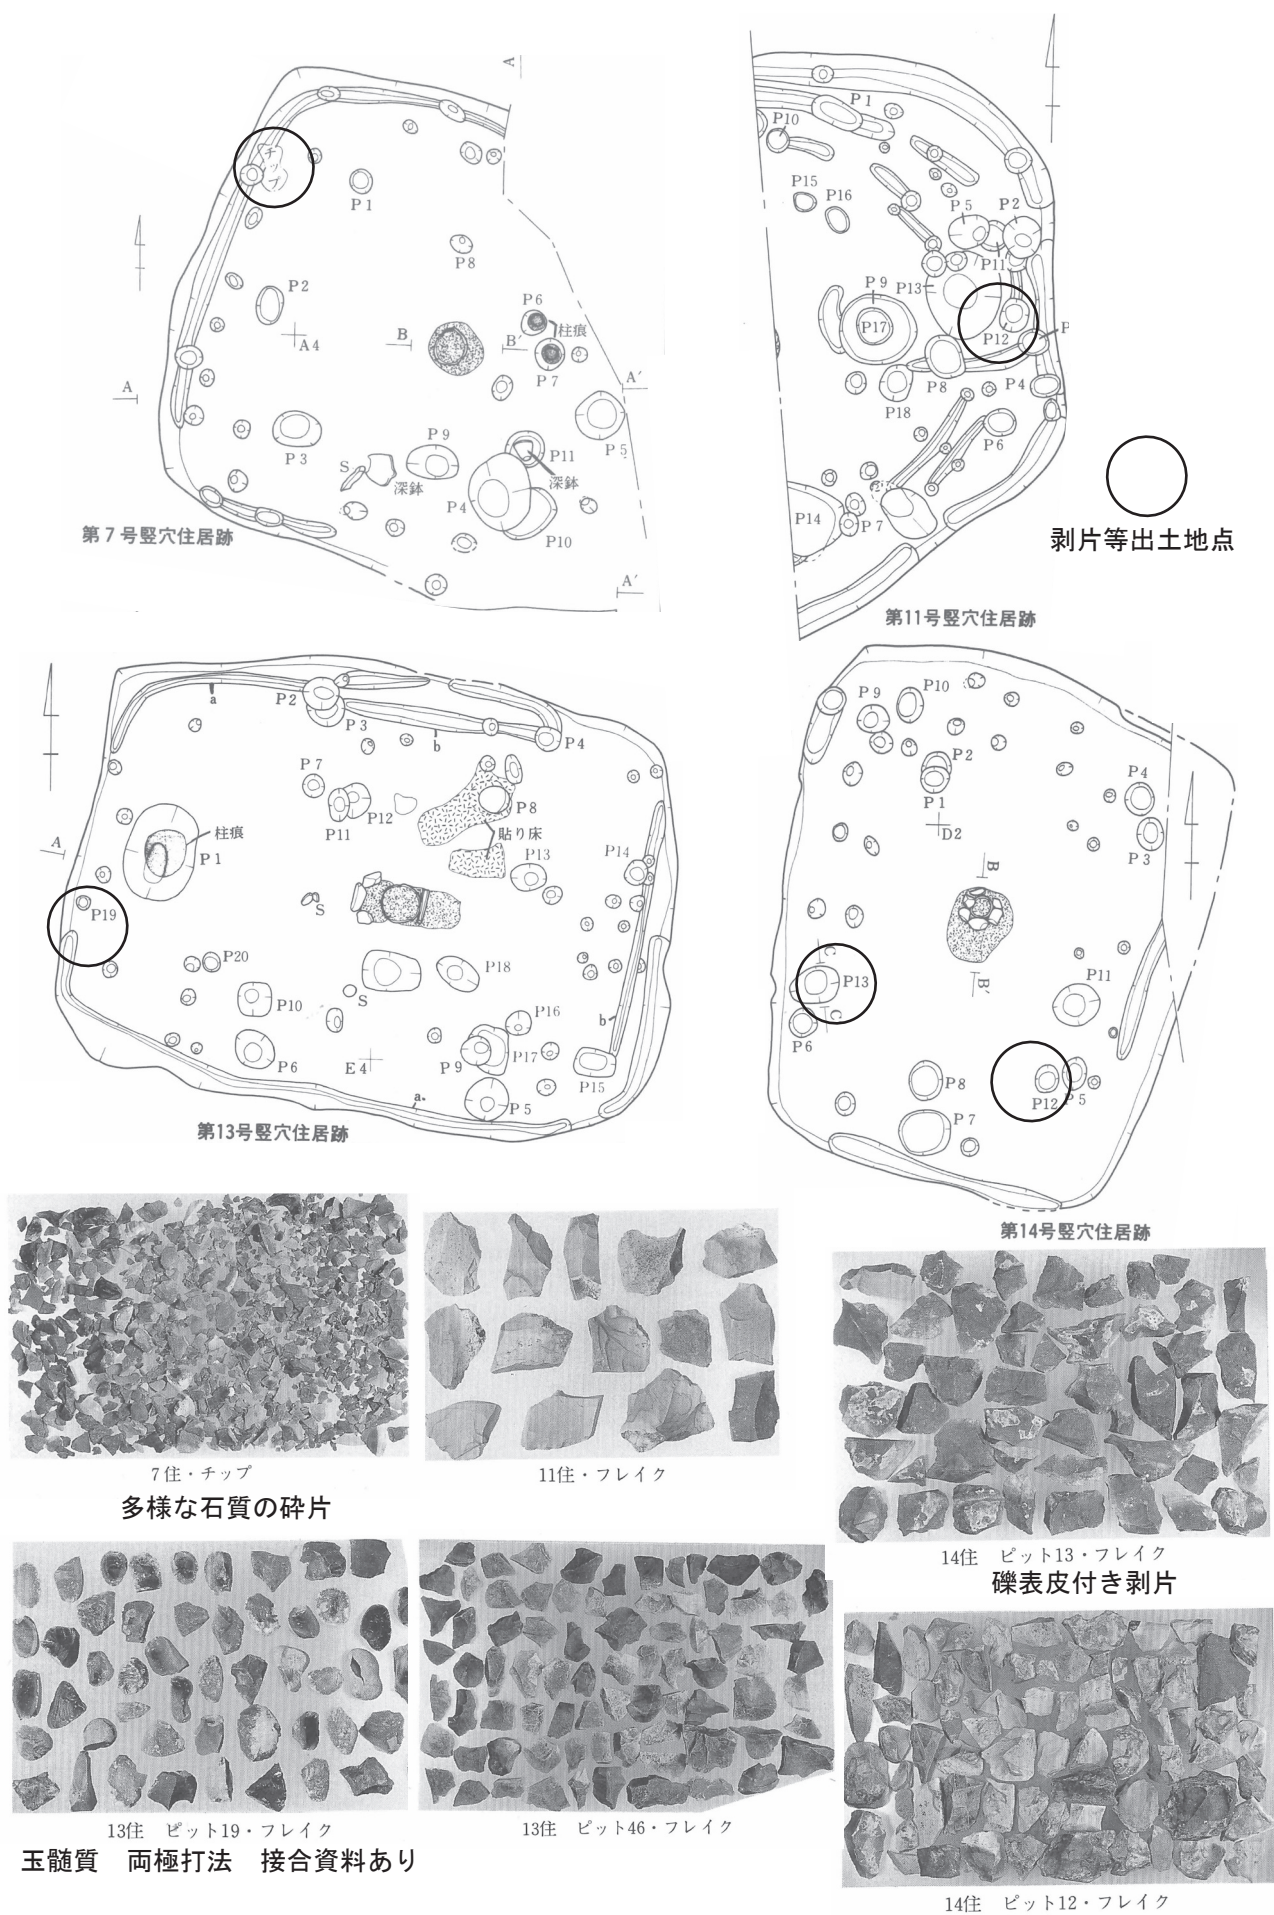 A
チップ
P1
P8
P2
A4
B
B′
P6
柱痕
P7
A
A′
P3
P9
P5
S
深鉢
P11
深鉢
P4
P10
A′
第7号竪穴住居跡
P1
P10
P15
P16
P5
P2
P11
P9
P13
P17
P12
P
P8
P4
P18
P6
P14
P7
剥片等出土地点
第11号竪穴住居跡
a
P2
P3
b
P4
P7
P11
P12
P8
貼り床
A
柱痕
P1
P13
P14
P19
S
P20
P18
P10
S
P16
b
P6
E4
P9
P17
P15
a
P5
第13号竪穴住居跡
P9
P10
P2
P1
D2
P4
P3
B
C
P13
B′
P11
C′
P6
P8
P12
P5
P7
第14号竪穴住居跡
7住・チップ
多様な石質の砕片
11住・フレイク
14住 ピット13・フレイク
礫表皮付き剥片
13住 ピット19・フレイク
玉髄質 両極打法 接合資料あり
13住 ピット46・フレイク
14住 ピット12・フレイク